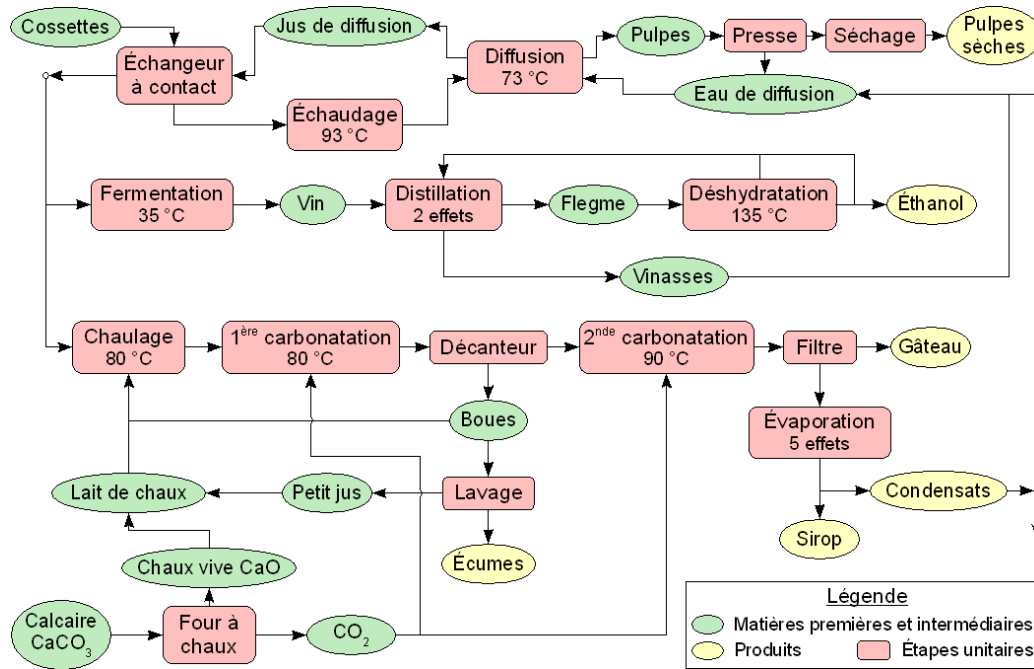 Cossettes
Jus de diffusion
Échangeur
à contact
Échaudage
93 °C
Diffusion
73 °C
Pulpes
Presse
Séchage
Pulpes
sèches
Eau de diffusion
Fermentation
35 °C
Vin
Distillation
2 effets
Flegme
Déshydratation
135 °C
Éthanol
Vinasses
Chaulage
80 °C
1ère carbonatation
80 °C
Décanteur
2nde carbonatation
90 °C
Filtre
Gâteau
Boues
Évaporation
5 effets
Lait de chaux
Petit jus
Lavage
Condensats
Sirop
Écumes
Chaux vive CaO
Calcaire
CaCO3
Four à
chaux
CO2
Légende
Matières premières et intermédiaires
Produits
Étapes unitaires